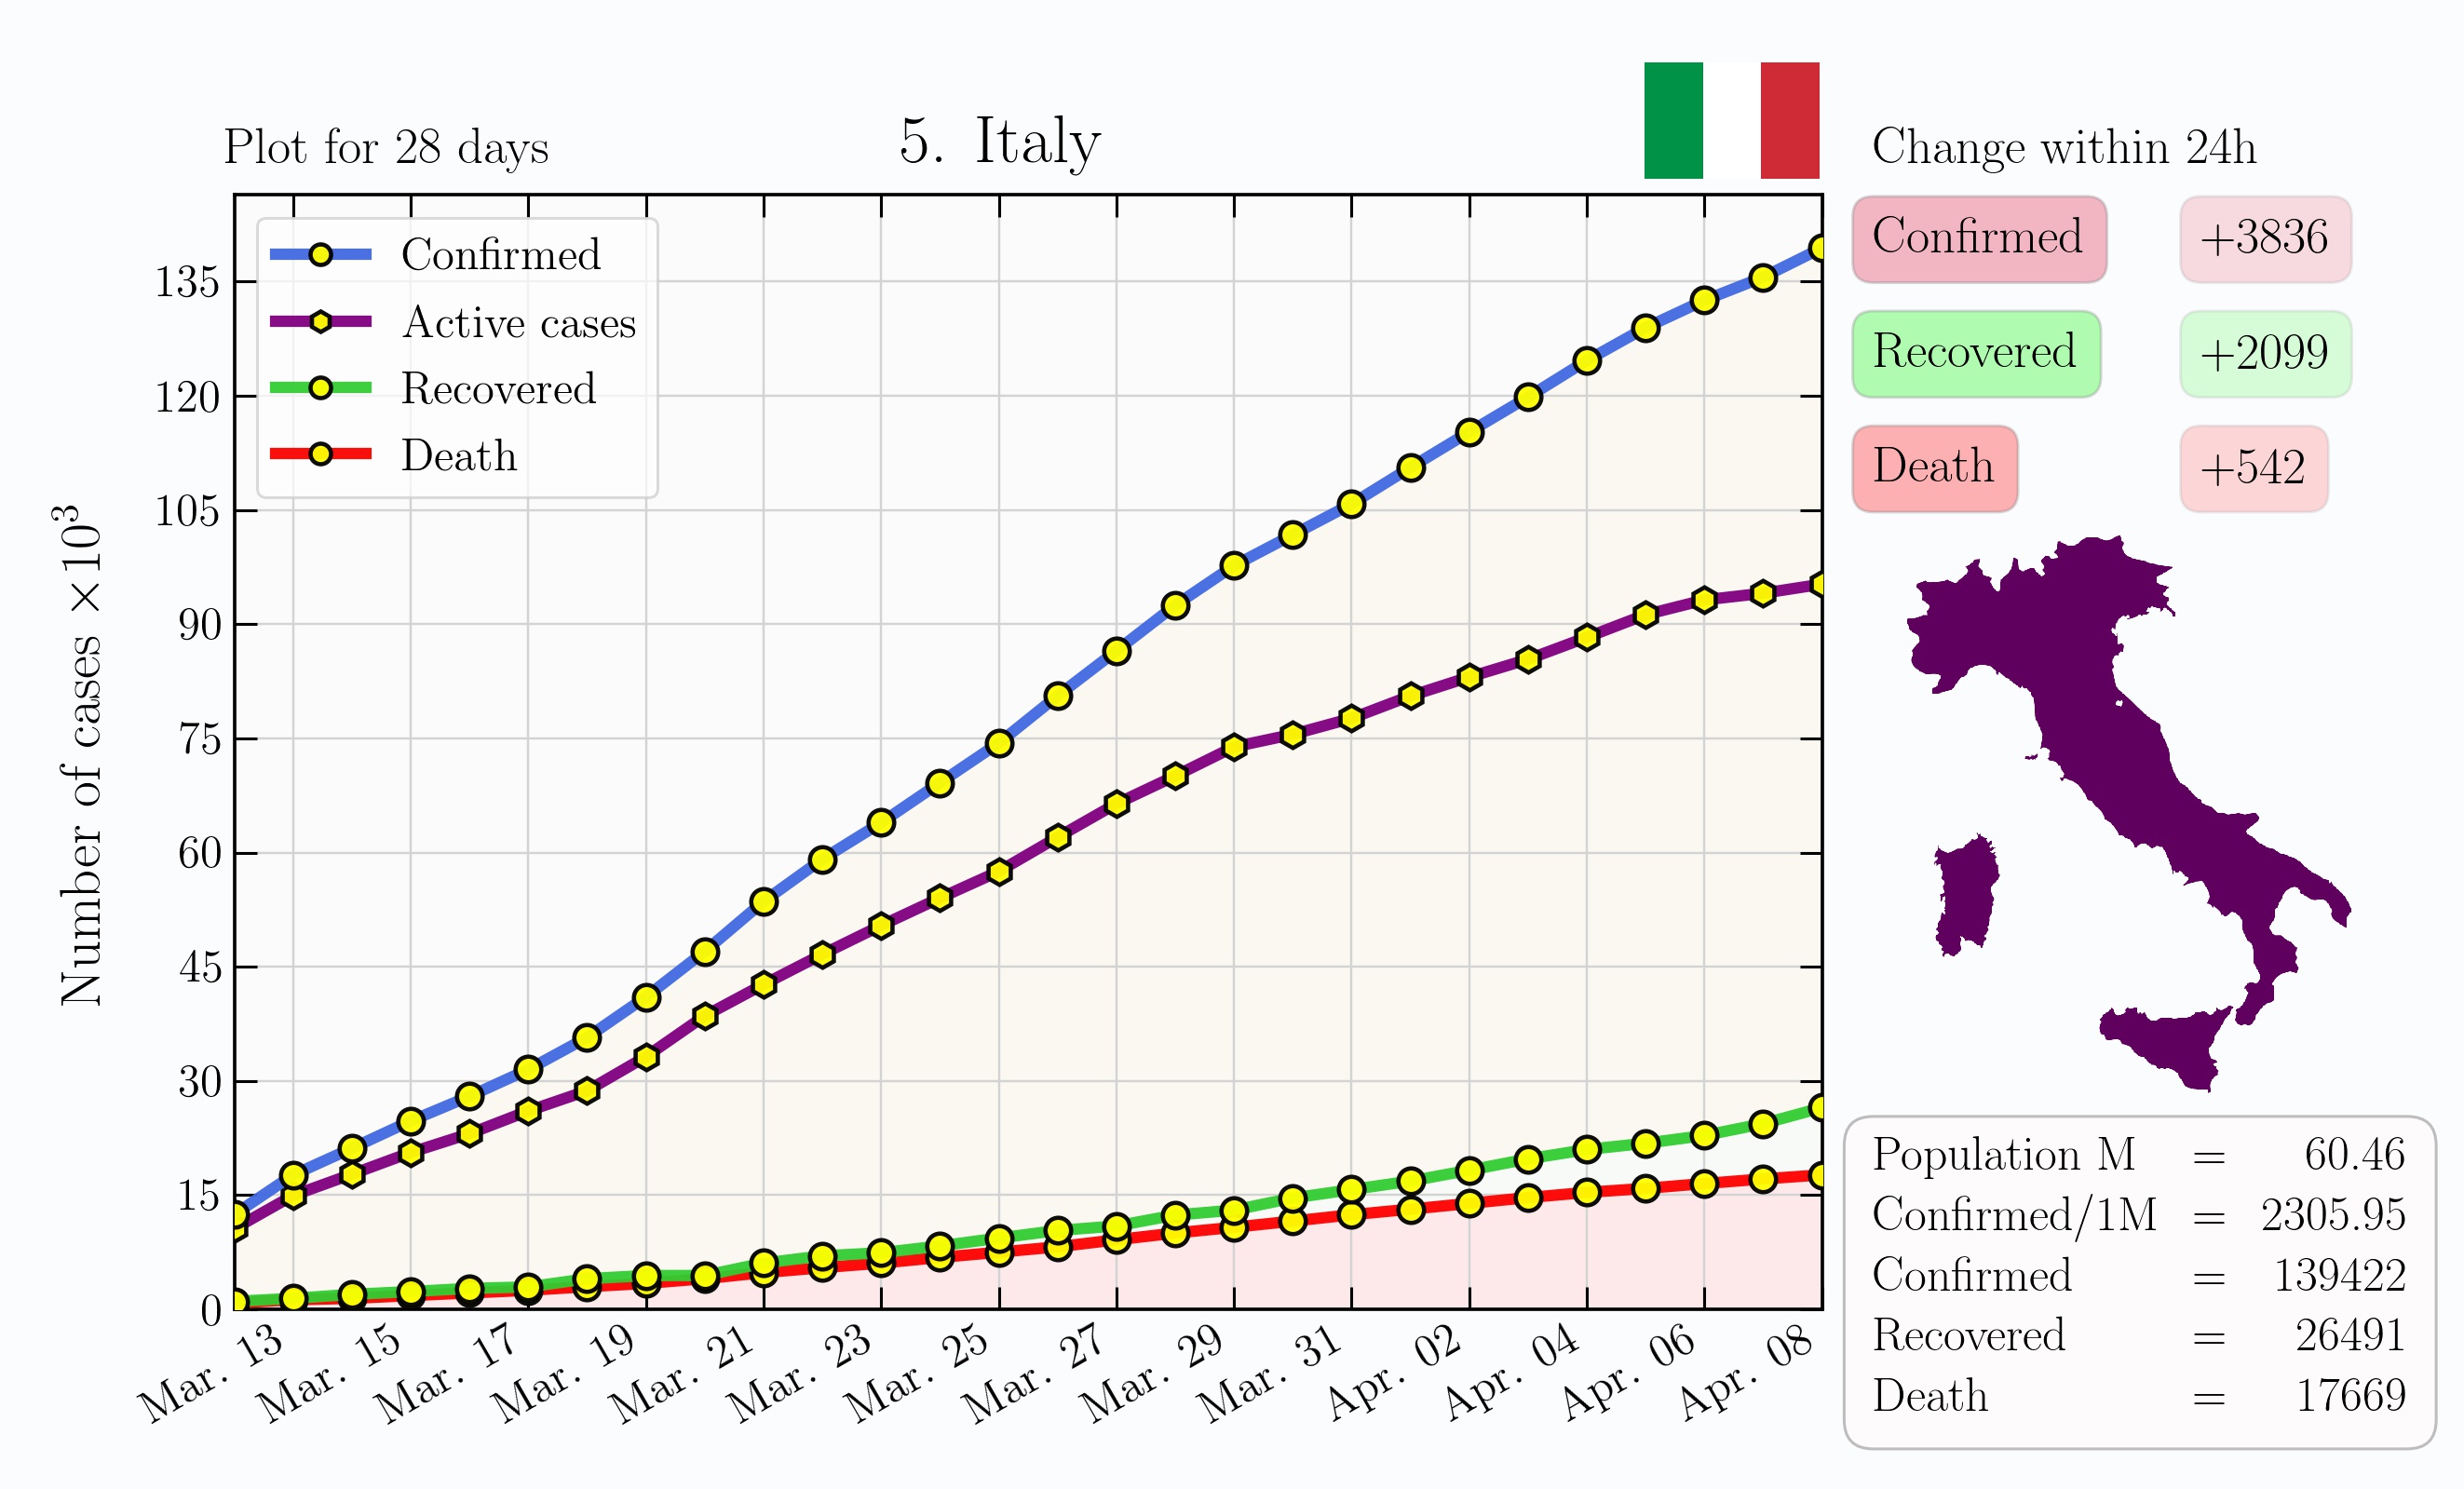 Plot for 28 days
5. Italy
Change within 24h
Confirmed +3836
Recovered +2099
Death +542
Confirmed
Active cases
Recovered
Death
Number of cases ×10³
135
120
105
90
75
60
45
30
15
0
Mar. 13
Mar. 15
Mar. 17
Mar. 19
Mar. 21
Mar. 23
Mar. 25
Mar. 27
Mar. 29
Mar. 31
Apr. 02
Apr. 04
Apr. 06
Apr. 08
Population M = 60.46
Confirmed/1M = 2305.95
Confirmed = 139422
Recovered = 26491
Death = 17669